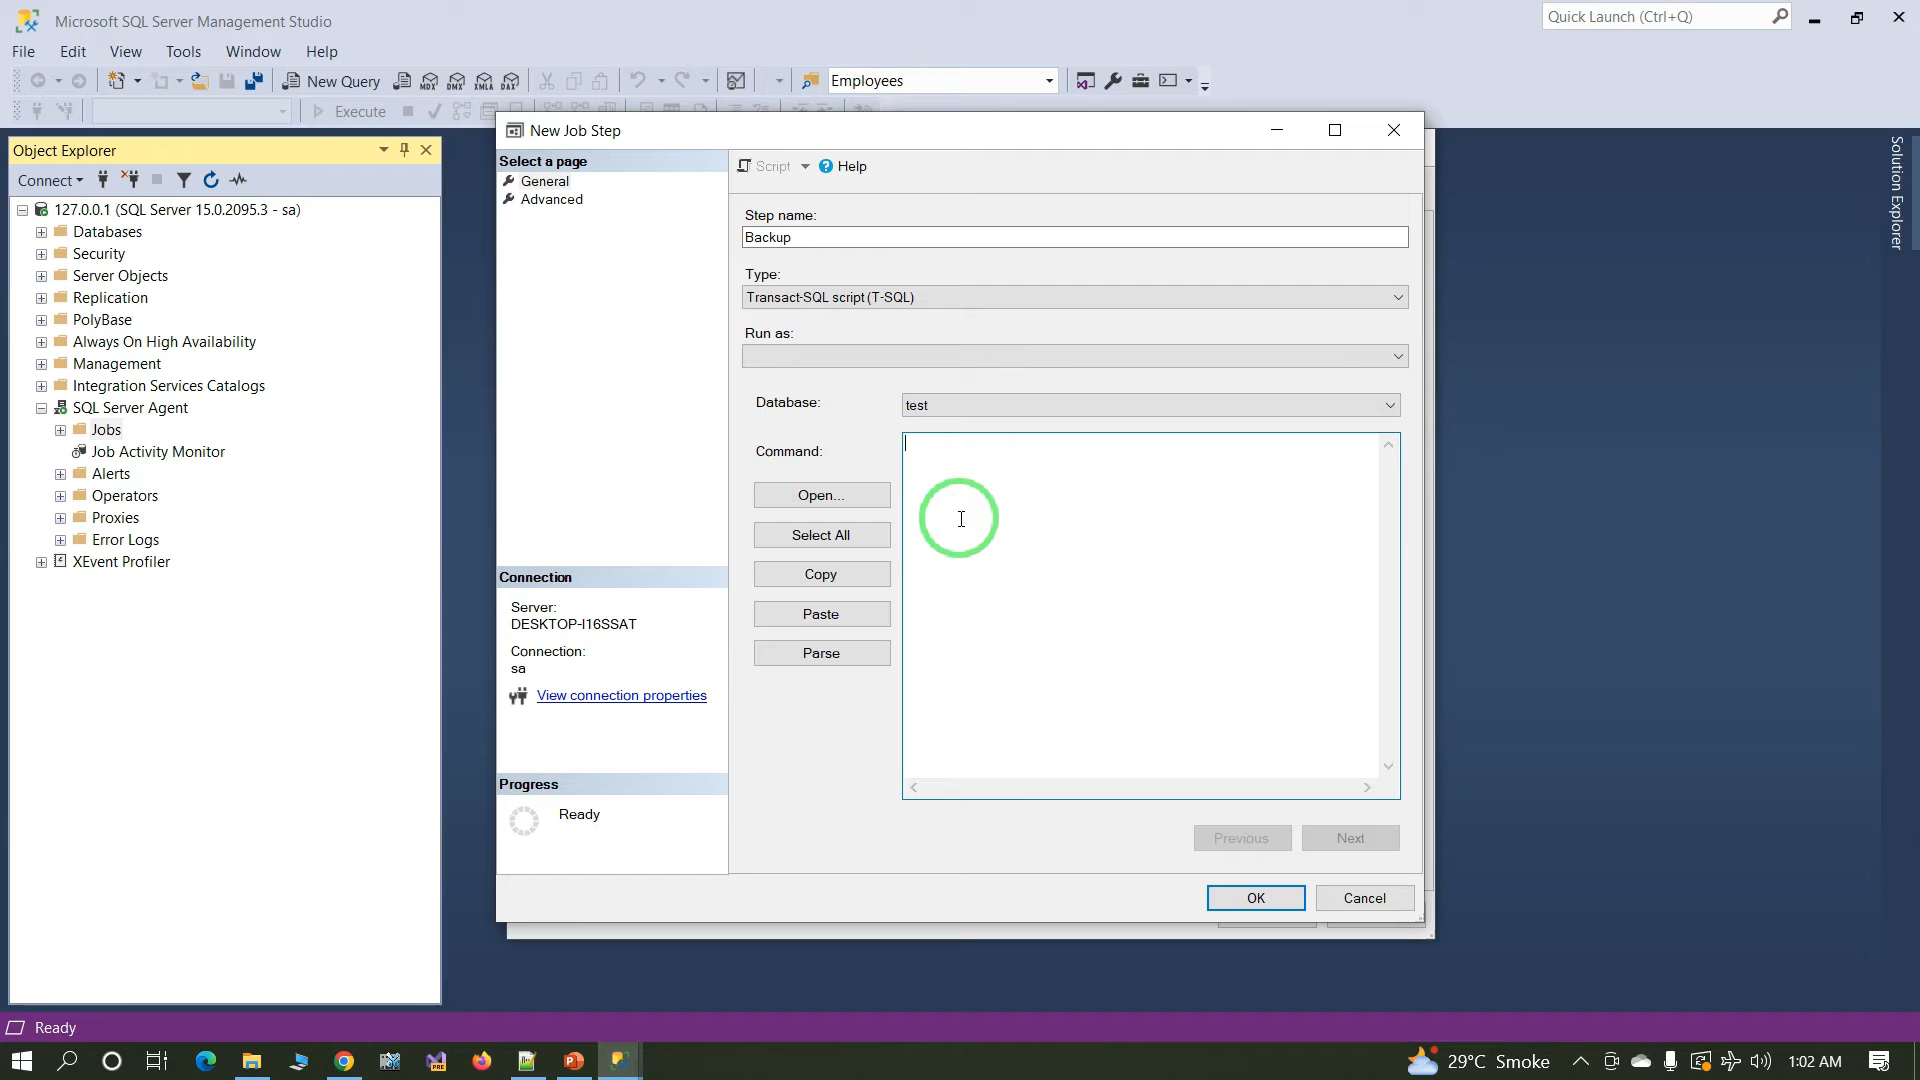 Microsoft SQL Server Management Studio
Quick Launch (Ctrl+Q)
File Edit View Tools Window Help
New Query
MDX DMX XMLA DAX
Employees
Execute
Object Explorer
Connect
127.0.0.1 (SQL Server 15.0.2095.3 - sa)
Databases
Security
Server Objects
Replication
PolyBase
Always On High Availability
Management
Integration Services Catalogs
SQL Server Agent
Jobs
Job Activity Monitor
Alerts
Operators
Proxies
Error Logs
XEvent Profiler
New Job Step
Select a page
General
Advanced
Connection
Server:
DESKTOP-I16SSAT
Connection:
sa
View connection properties
Progress
Ready
Script
Help
Step name:
Backup
Type:
Transact-SQL script (T-SQL)
Run as:
Database:
test
Command:
Open...
Select All
Copy
Paste
Parse
Previous
Next
OK
Cancel
Solution Explorer
Ready
29°C Smoke
1:02 AM